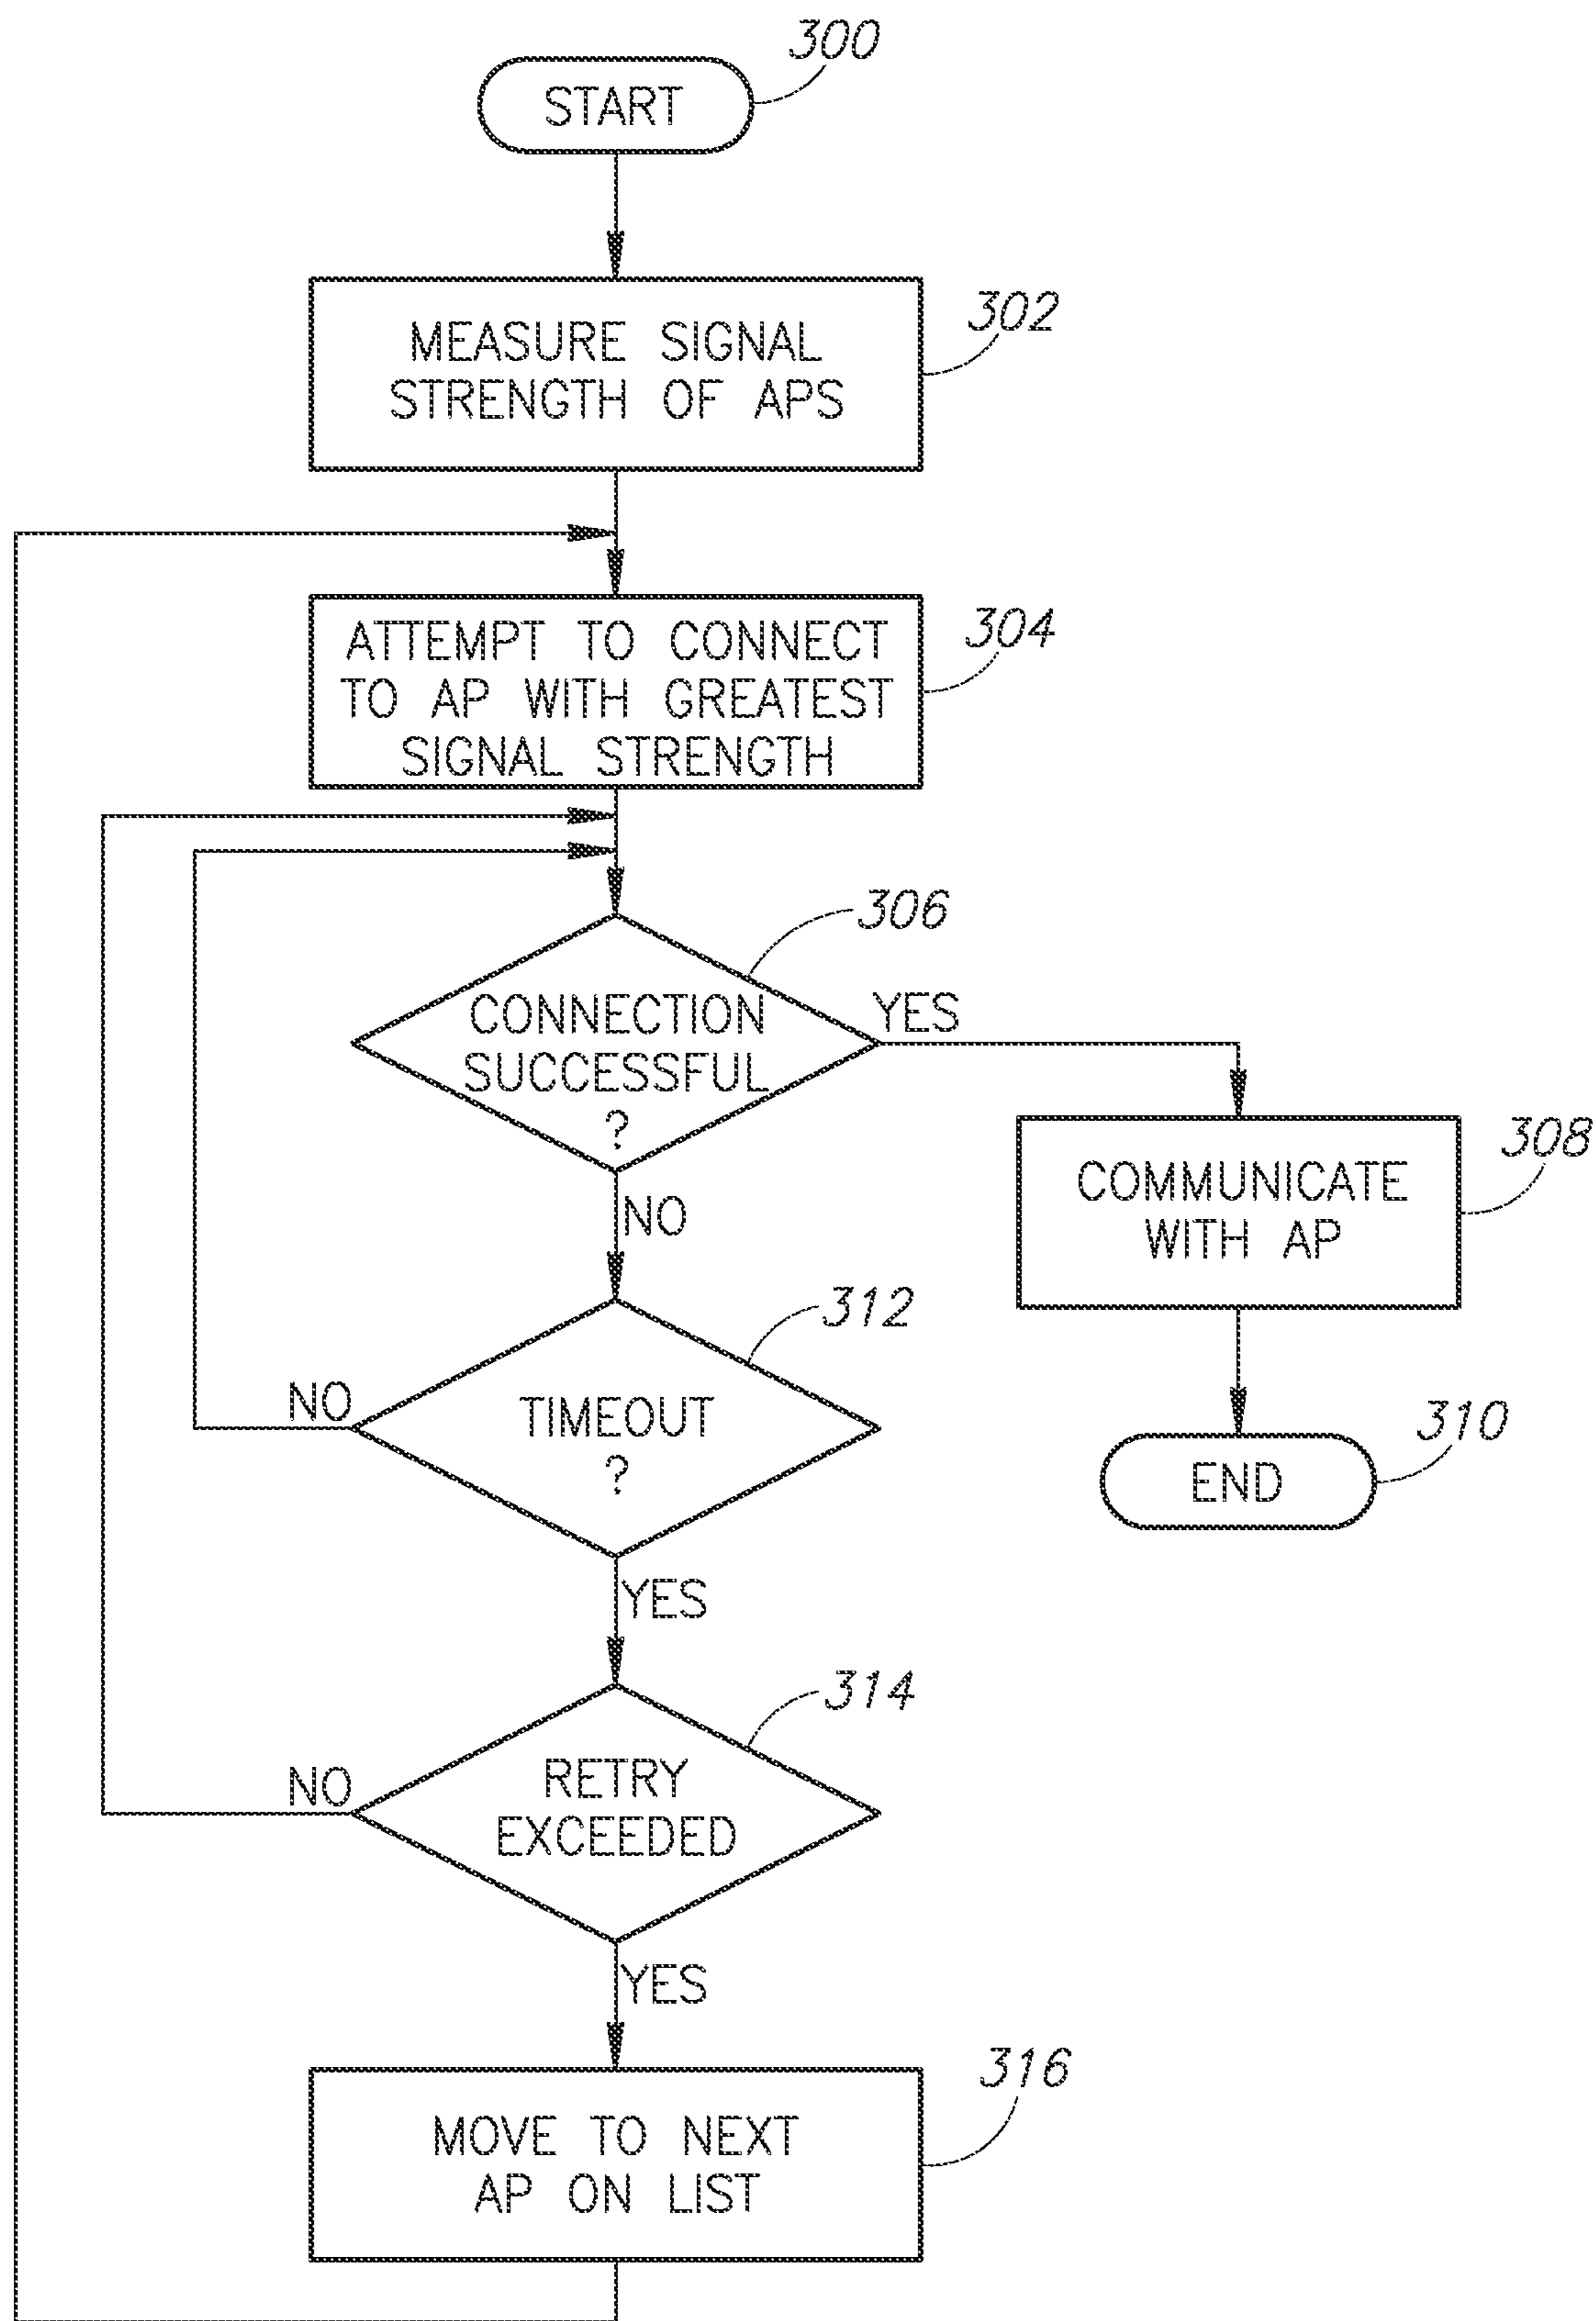 300
START
302
MEASURE SIGNAL
STRENGTH OF APS
304
ATTEMPT TO CONNECT
TO AP WITH GREATEST
SIGNAL STRENGTH
306
CONNECTION
SUCCESSFUL
?
YES
308
COMMUNICATE
WITH AP
NO
312
TIMEOUT
?
NO
310
END
YES
314
RETRY
EXCEEDED
NO
YES
316
MOVE TO NEXT
AP ON LIST